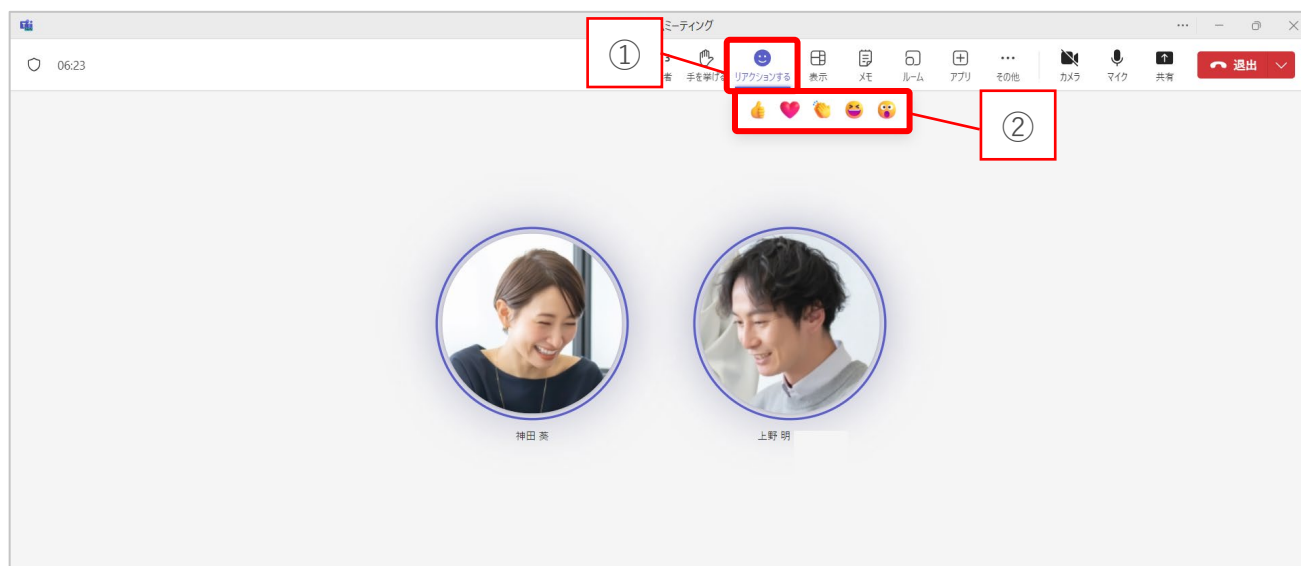 ミーティング
06:23
者 手を挙げる リアクションする 表示 メモ ルーム アプリ その他 カメラ マイク 共有 退出
①
②
神田 英
上野 明